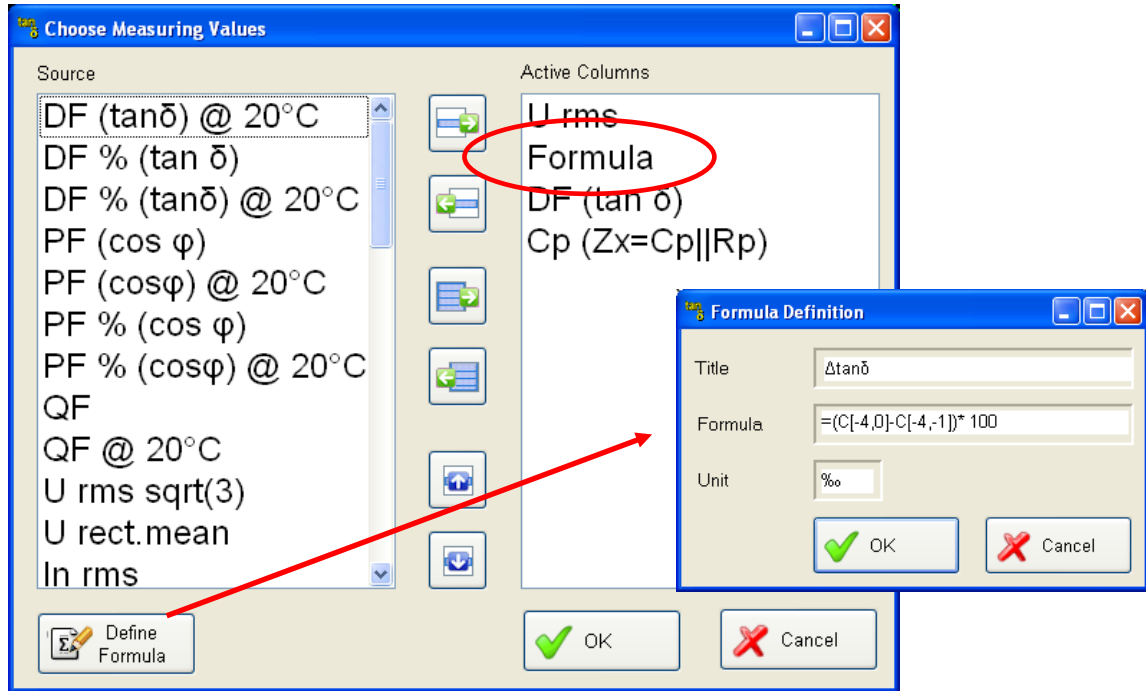 tan δ Choose Measuring Values
Source
DF (tanδ) @ 20°C
DF % (tan δ)
DF % (tanδ) @ 20°C
PF (cos φ)
PF (cosφ) @ 20°C
PF % (cos φ)
PF % (cosφ) @ 20°C
QF
QF @ 20°C
U rms sqrt(3)
U rect.mean
In rms
Define
Formula
Active Columns
U rms
Formula
DF (tan δ)
Cp (Zx=Cp||Rp)
OK
Cancel
tan δ Formula Definition
Title
Δtanδ
Formula
=(C[-4,0]-C[-4,-1])* 100
Unit
‰
OK
Cancel